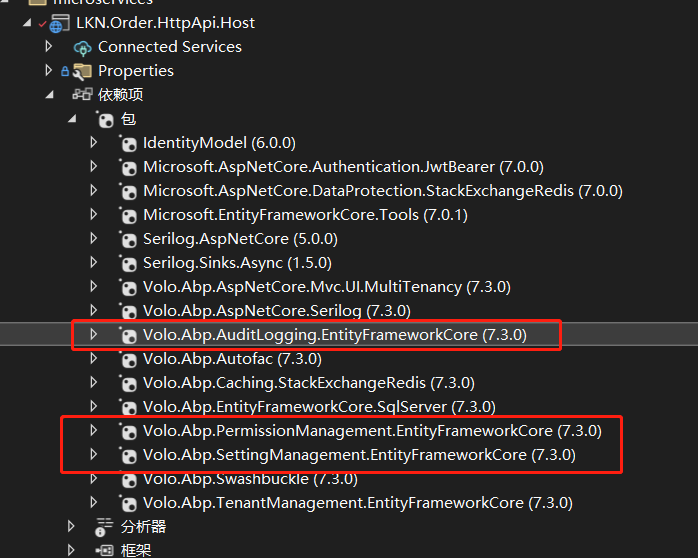 microservices
LKN.Order.HttpApi.Host
Connected Services
Properties
依赖项
包
IdentityModel (6.0.0)
Microsoft.AspNetCore.Authentication.JwtBearer (7.0.0)
Microsoft.AspNetCore.DataProtection.StackExchangeRedis (7.0.0)
Microsoft.EntityFrameworkCore.Tools (7.0.1)
Serilog.AspNetCore (5.0.0)
Serilog.Sinks.Async (1.5.0)
Volo.Abp.AspNetCore.Mvc.UI.MultiTenancy (7.3.0)
Volo.Abp.AspNetCore.Serilog (7.3.0)
Volo.Abp.AuditLogging.EntityFrameworkCore (7.3.0)
Volo.Abp.Autofac (7.3.0)
Volo.Abp.Caching.StackExchangeRedis (7.3.0)
Volo.Abp.EntityFrameworkCore.SqlServer (7.3.0)
Volo.Abp.PermissionManagement.EntityFrameworkCore (7.3.0)
Volo.Abp.SettingManagement.EntityFrameworkCore (7.3.0)
Volo.Abp.Swashbuckle (7.3.0)
Volo.Abp.TenantManagement.EntityFrameworkCore (7.3.0)
分析器
框架